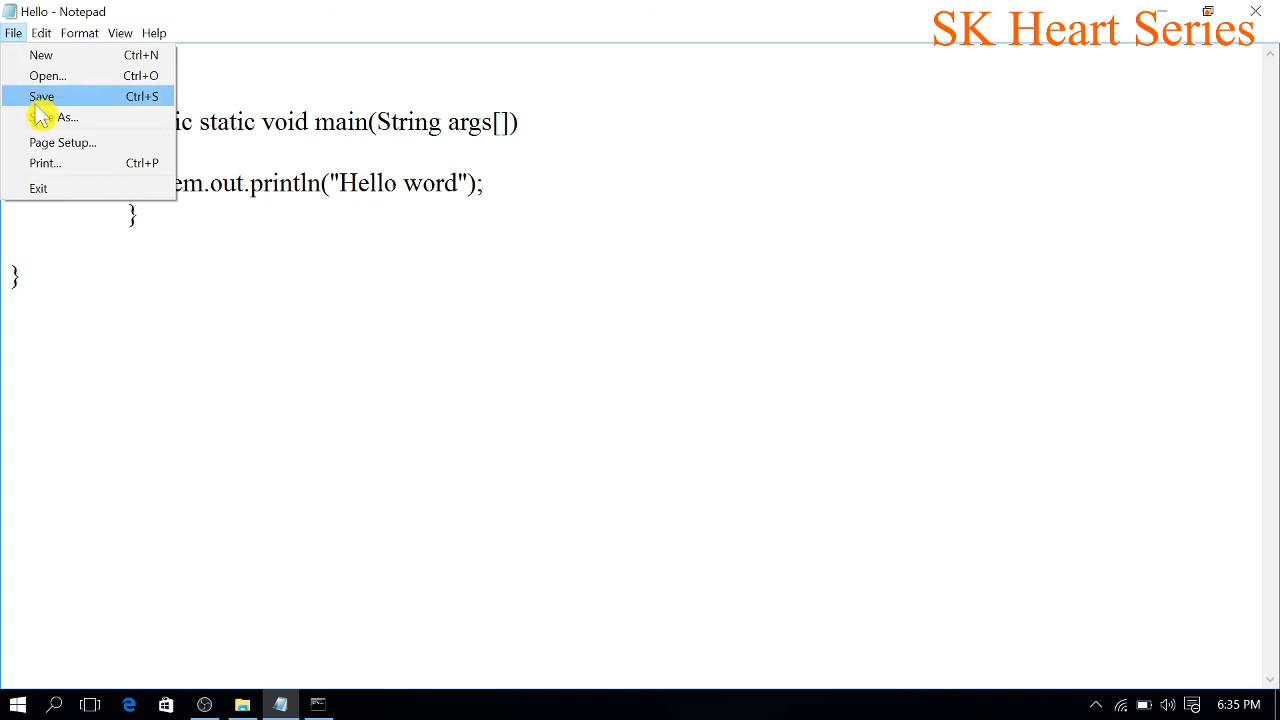 Hello - Notepad
SK Heart Series
File Edit Format View Help
New Ctrl+N
Open... Ctrl+O
Save Ctrl+S
As...
Page Setup...
Print... Ctrl+P
Exit
ic static void main(String args[])
em.out.println("Hello word");
}
}
6:35 PM